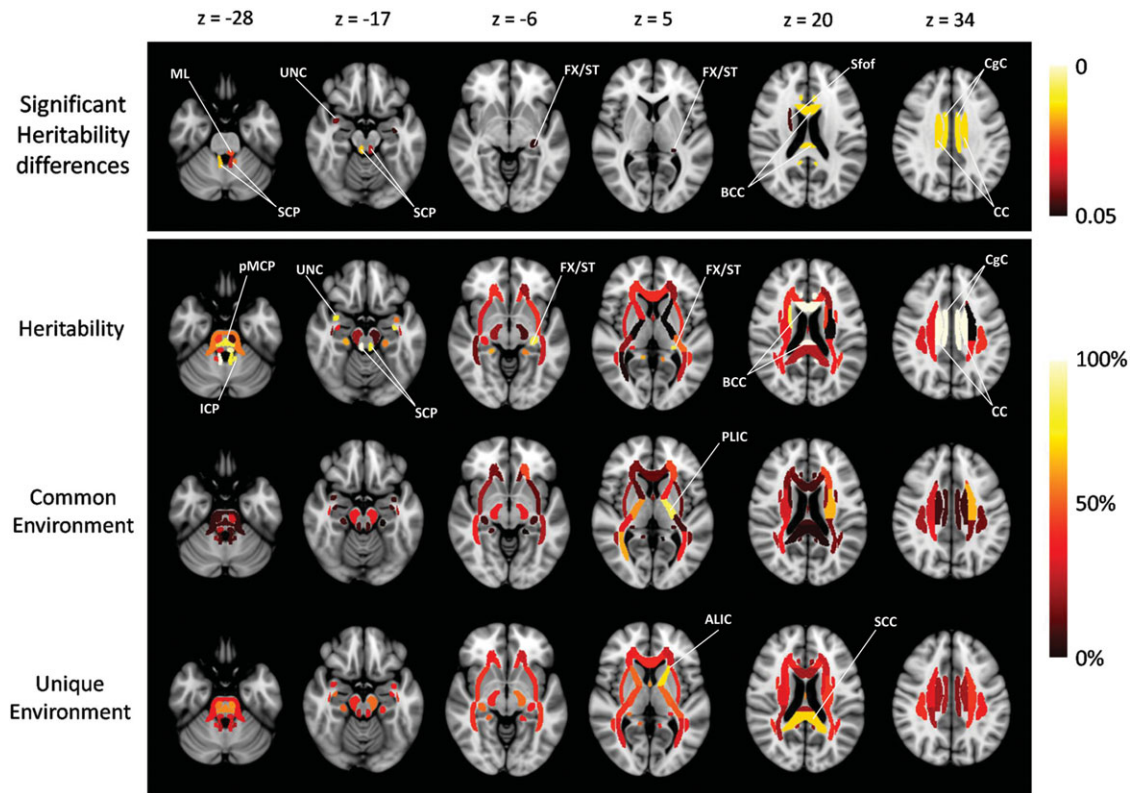 z = -28 z = -17 z = -6 z = 5 z = 20 z = 34
Significant
Heritability
differences
ML UNC FX/ST FX/ST Sfof CgC
SCP SCP BCC CC
0
0.05
Heritability
pMCP UNC FX/ST FX/ST CgC
ICP SCP BCC CC
Common
Environment
PLIC
Unique
Environment
ALIC SCC
100%
50%
0%